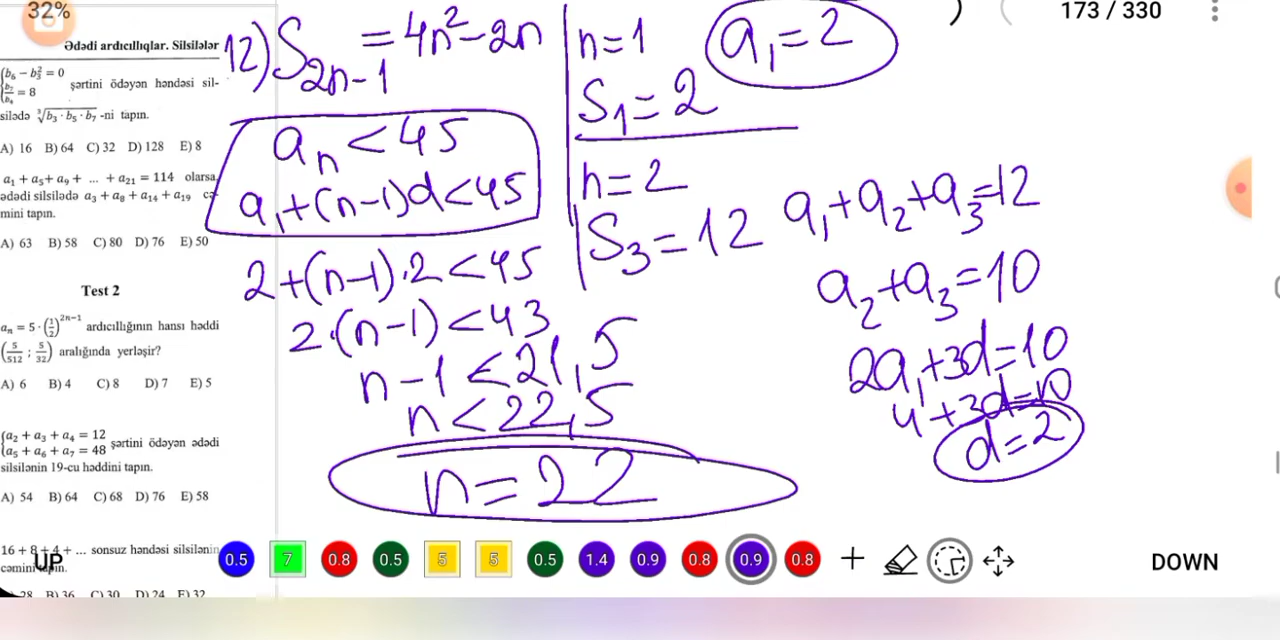 32%
173 / 330
Ədədi ardıcıllıqlar. Silsilələr
{b₆ − b₃² = 0
b₇/b₄ = 8 şərtini ödəyən həndəsi sil-
silədə ∛b₃ · b₅ · b₇ -ni tapın.
A) 16 B) 64 C) 32 D) 128 E) 8
a₁ + a₅+ a₉ + … + a₂₁ = 114 olarsa,
ədədi silsilədə a₃ + a₈ + a₁₄ + a₁₉ cə-
mini tapın.
A) 63 B) 58 C) 80 D) 76 E) 50
Test 2
aₙ = 5 · (1/2)²ⁿ⁻¹ ardıcıllığının hansı həddi
(5/512 ; 5/32) aralığında yerləşir?
A) 6 B) 4 C) 8 D) 7 E) 5
{a₂ + a₃ + a₄ = 12
a₅ + a₆ + a₇ = 48 şərtini ödəyən ədədi
silsilənin 19-cu həddini tapın.
A) 54 B) 64 C) 68 D) 76 E) 58
16 + 8 + 4 + … sonsuz həndəsi silsilənin
cəmini tapın.
28 B) 36 C) 30 D) 24 E) 32
12) S₂ₙ₋₁ = 4n² − 2n
aₙ < 45
a₁ + (n−1)d < 45
2 + (n−1)·2 < 45
2·(n−1) < 43
n−1 < 21,5
n < 22,5
n = 22
n=1
S₁ = 2
a₁ = 2
n=2
S₃ = 12
a₁+a₂+a₃=12
a₂+a₃=10
2a₁+3d=10
4+3d=10
d=2
UP
0.5 7 0.8 0.5 5 5 0.5 1.4 0.9 0.8 0.9 0.8
DOWN